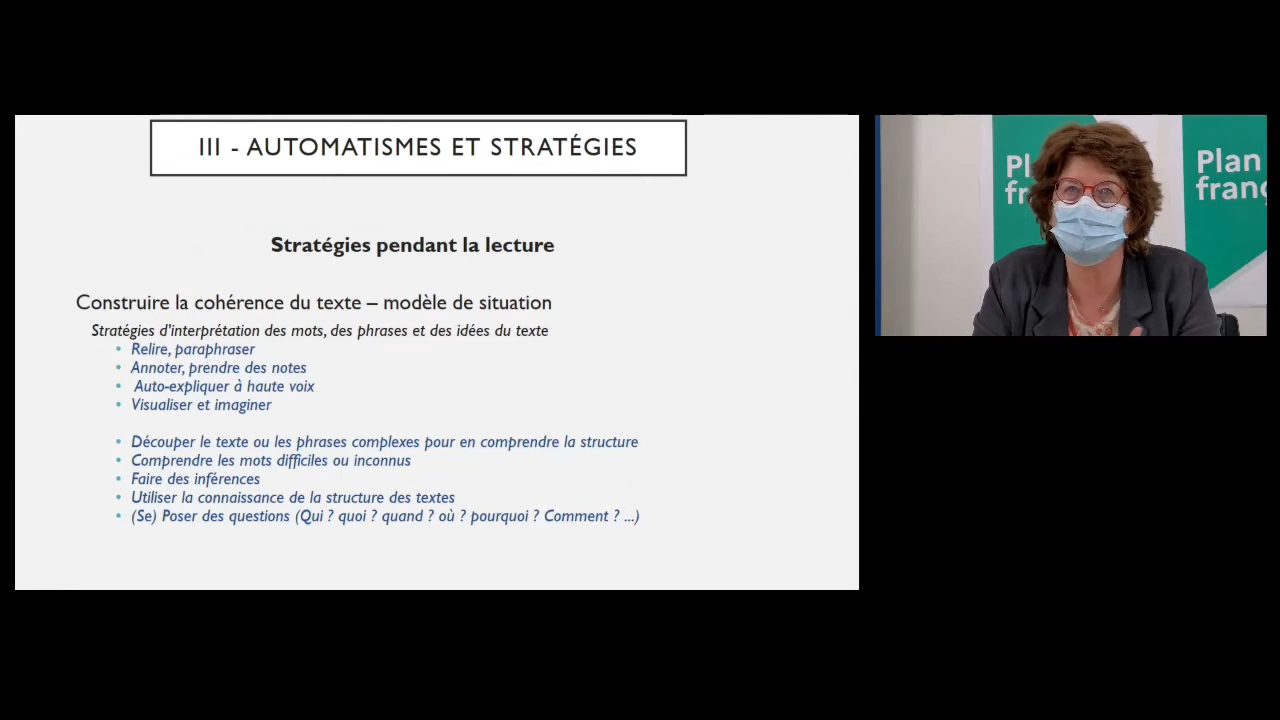 III - AUTOMATISMES ET STRATÉGIES
Stratégies pendant la lecture
Construire la cohérence du texte – modèle de situation
Stratégies d'interprétation des mots, des phrases et des idées du texte
• Relire, paraphraser
• Annoter, prendre des notes
• Auto-expliquer à haute voix
• Visualiser et imaginer
• Découper le texte ou les phrases complexes pour en comprendre la structure
• Comprendre les mots difficiles ou inconnus
• Faire des inférences
• Utiliser la connaissance de la structure des textes
• (Se) Poser des questions (Qui ? quoi ? quand ? où ? pourquoi ? Comment ? ...)
Pl
fr
Plan
franç